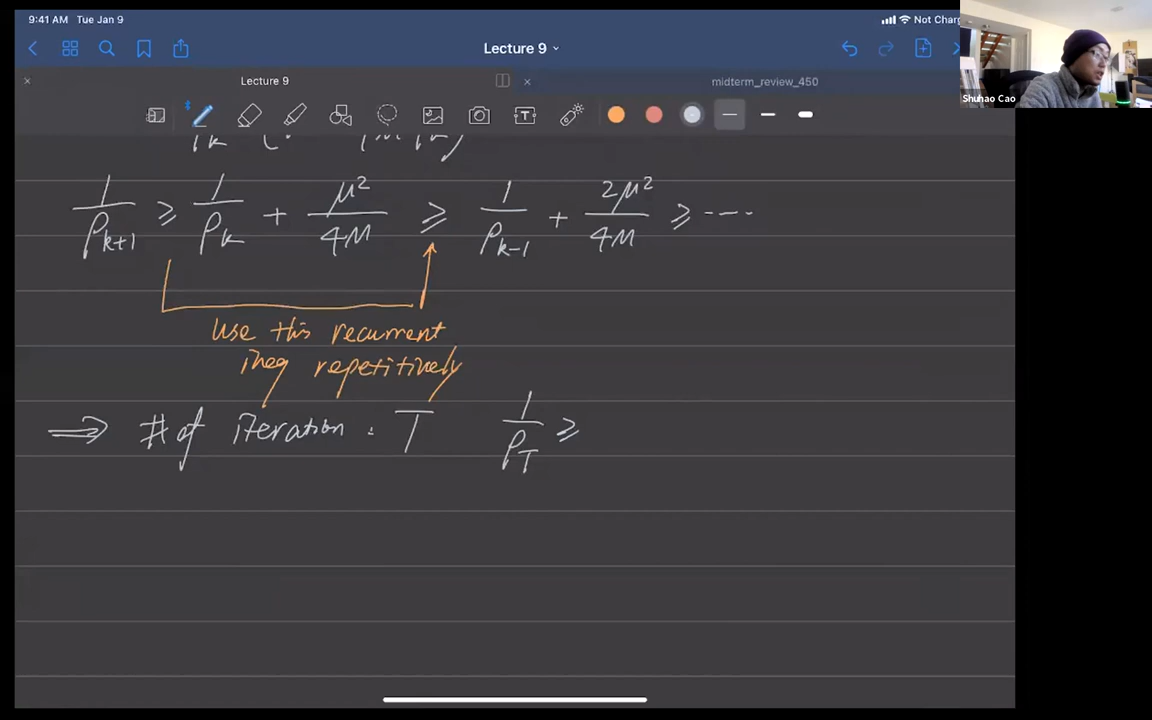 9:41 AM Tue Jan 9
Not Charg
Lecture 9
Lecture 9
midterm_review_450
Shuhao Cao
1/ρ_{k+1} ≥ 1/ρ_k + μ²/4M ≥ 1/ρ_{k-1} + 2μ²/4M ≥ ----
use this recurrent
ineq repetitively
⟹ # of iteration : T 1/ρ_T ≥